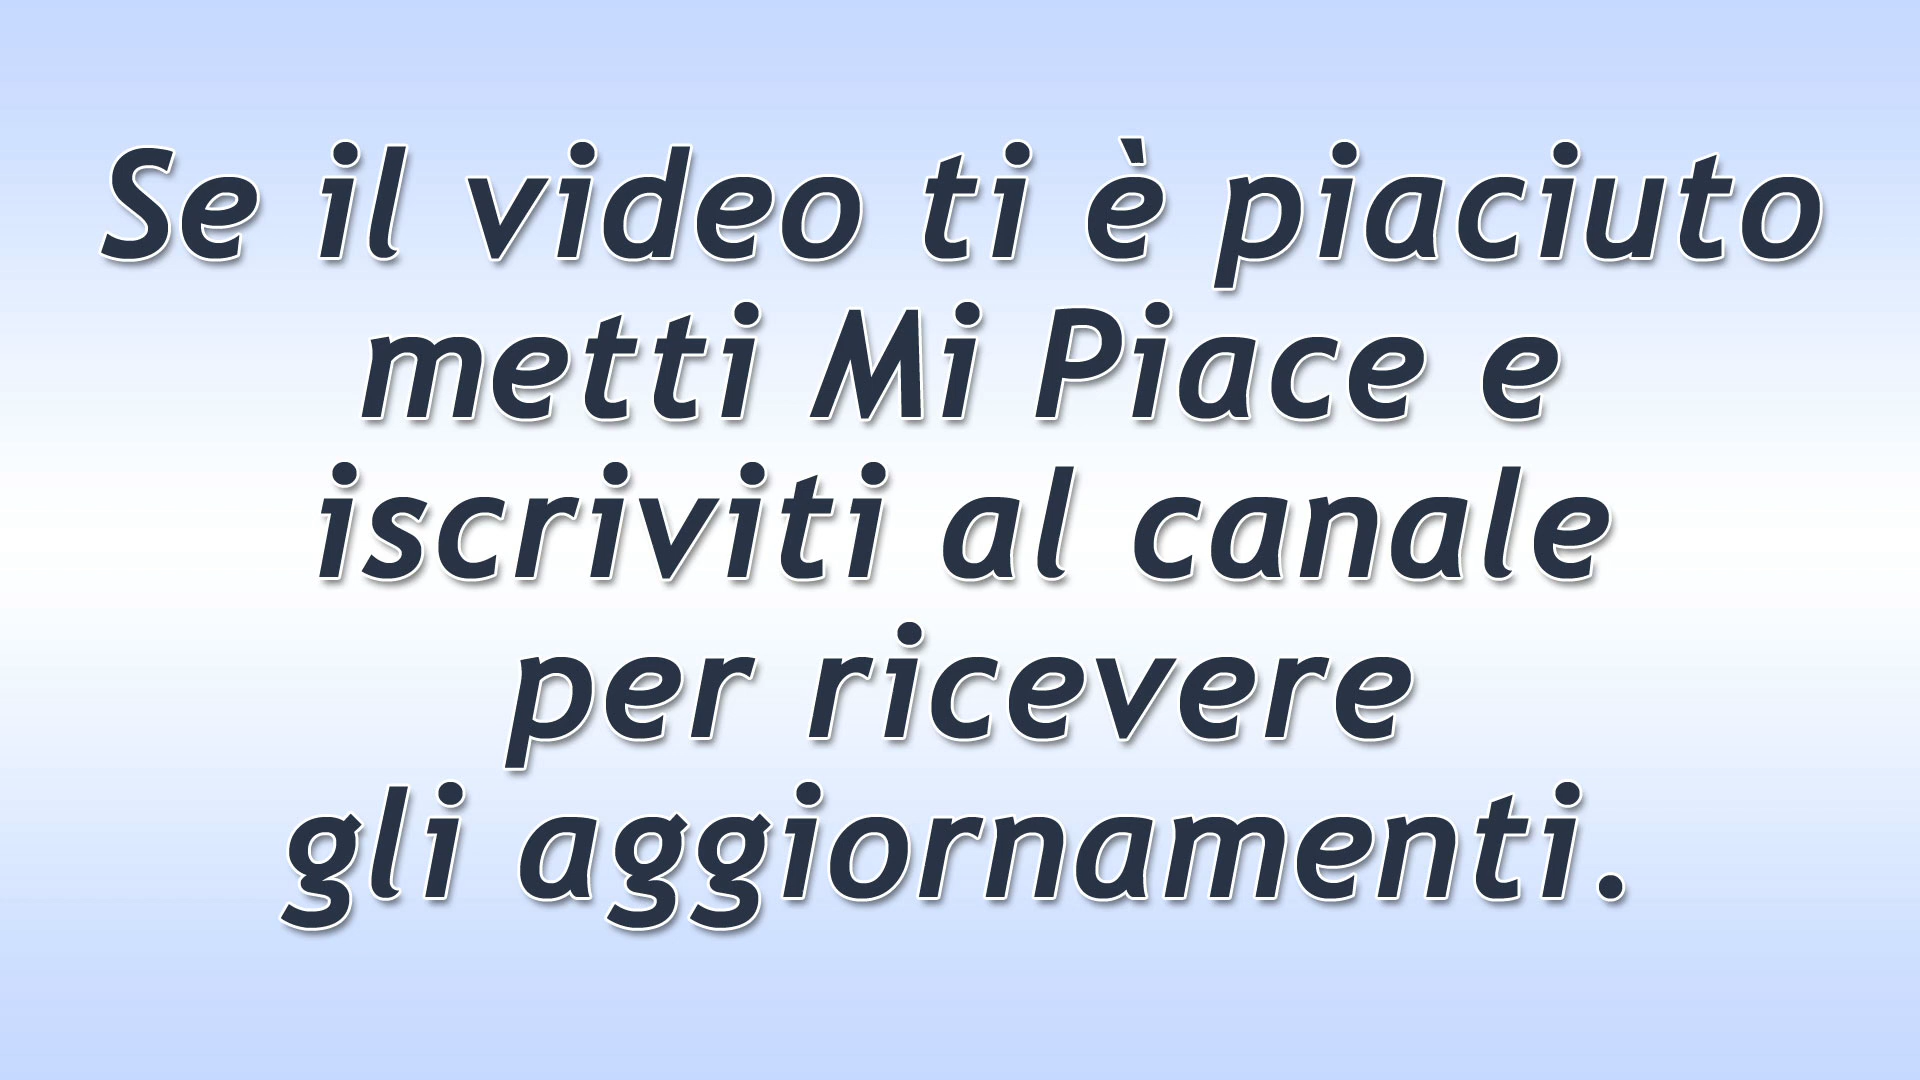 Se il video ti è piaciuto
metti Mi Piace e
iscriviti al canale
per ricevere
gli aggiornamenti.